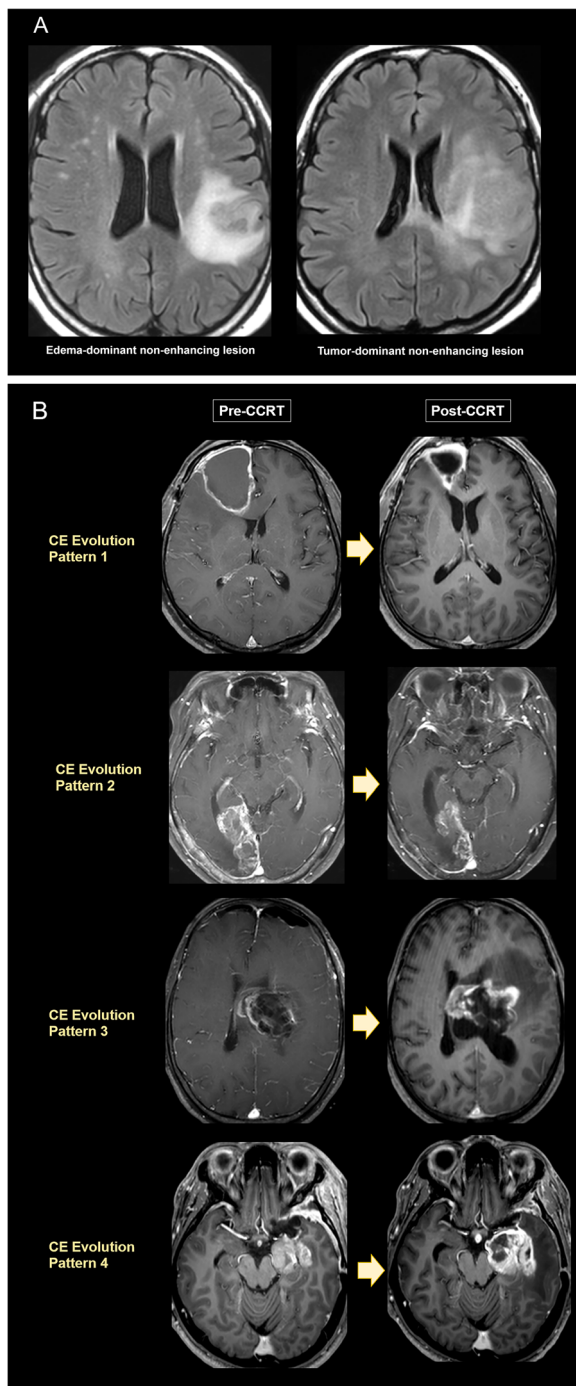 A
Edema-dominant non-enhancing lesion
Tumor-dominant non-enhancing lesion
B
Pre-CCRT
Post-CCRT
CE Evolution
Pattern 1
CE Evolution
Pattern 2
CE Evolution
Pattern 3
CE Evolution
Pattern 4